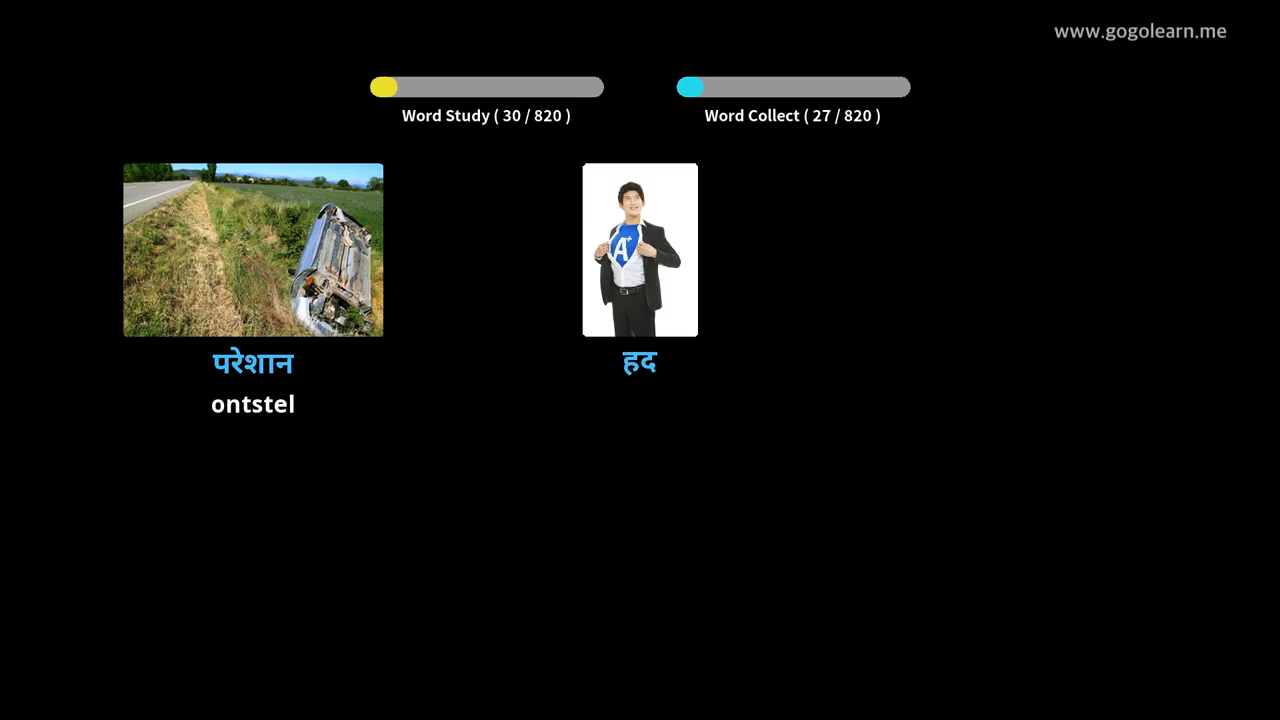 www.gogolearn.me
Word Study ( 30 / 820 )
Word Collect ( 27 / 820 )
A+
परेशान
हद
ontstel